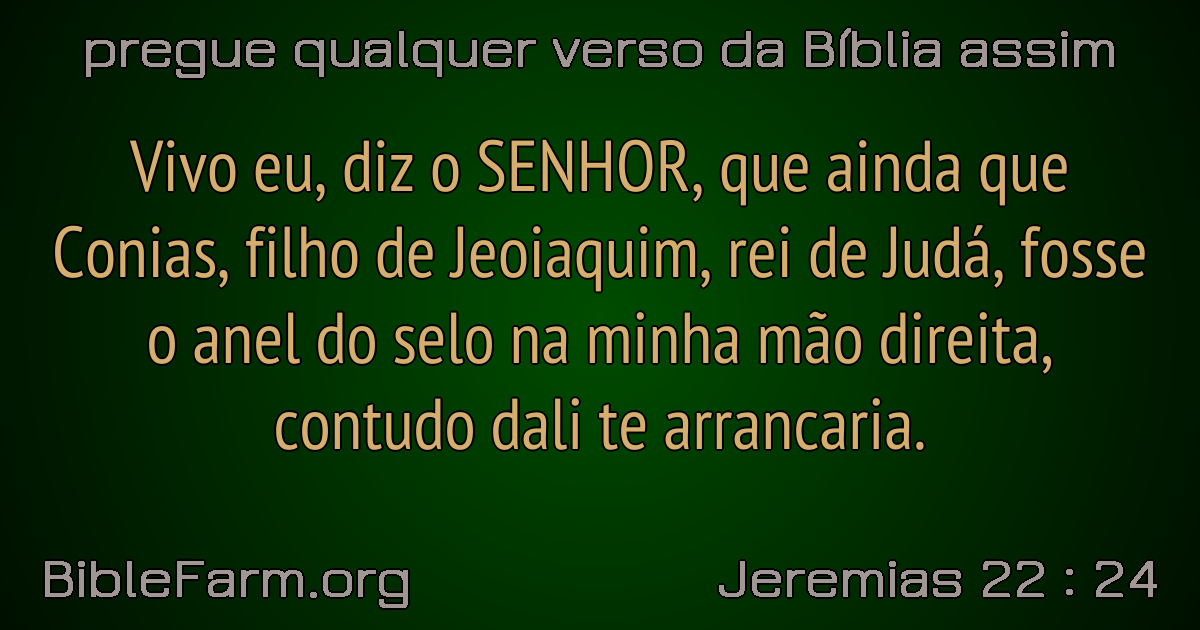 pregue qualquer verso da Bíblia assim
Vivo eu, diz o SENHOR, que ainda que
Conias, filho de Jeoiaquim, rei de Judá, fosse
o anel do selo na minha mão direita,
contudo dali te arrancaria.
BibleFarm.org
Jeremias 22 : 24